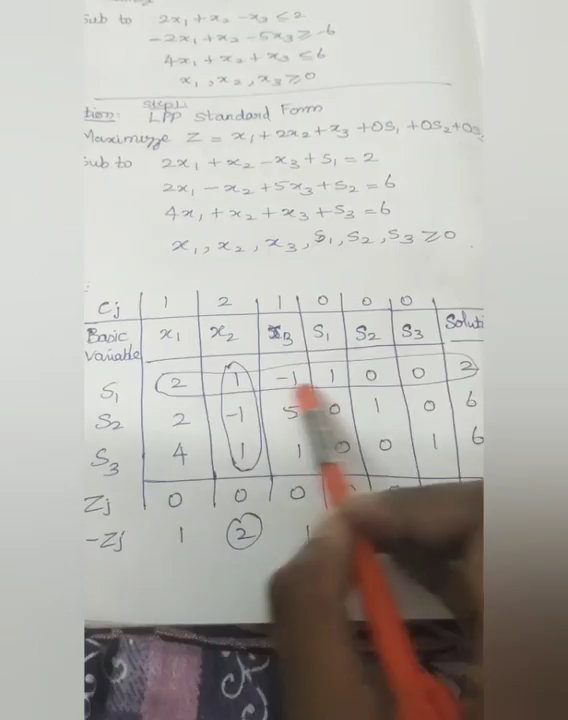 Sub to 2x₁ + x₂ - x₃ ≤ 2
-2x₁ + x₂ - 5x₃ ≥ -6
4x₁ + x₂ + x₃ ≤ 6
x₁, x₂, x₃ ≥ 0
Step1
tion: LPP Standard Form
Maximize Z = x₁ + 2x₂ + x₃ + 0S₁ + 0S₂ + 0S
Sub to 2x₁ + x₂ - x₃ + S₁ = 2
2x₁ - x₂ + 5x₃ + S₂ = 6
4x₁ + x₂ + x₃ + S₃ = 6
x₁, x₂, x₃, S₁, S₂, S₃ ≥ 0
Cj 1 2 1 0 0 0
Basic Variable x₁ x₂ x₃ S₁ S₂ S₃ Soluti
S₁ 2 1 -1 1 0 0 2
S₂ 2 -1 5 0 1 0 6
S₃ 4 1 1 0 0 1 6
Zj 0 0 0
-Zj 1 2 1